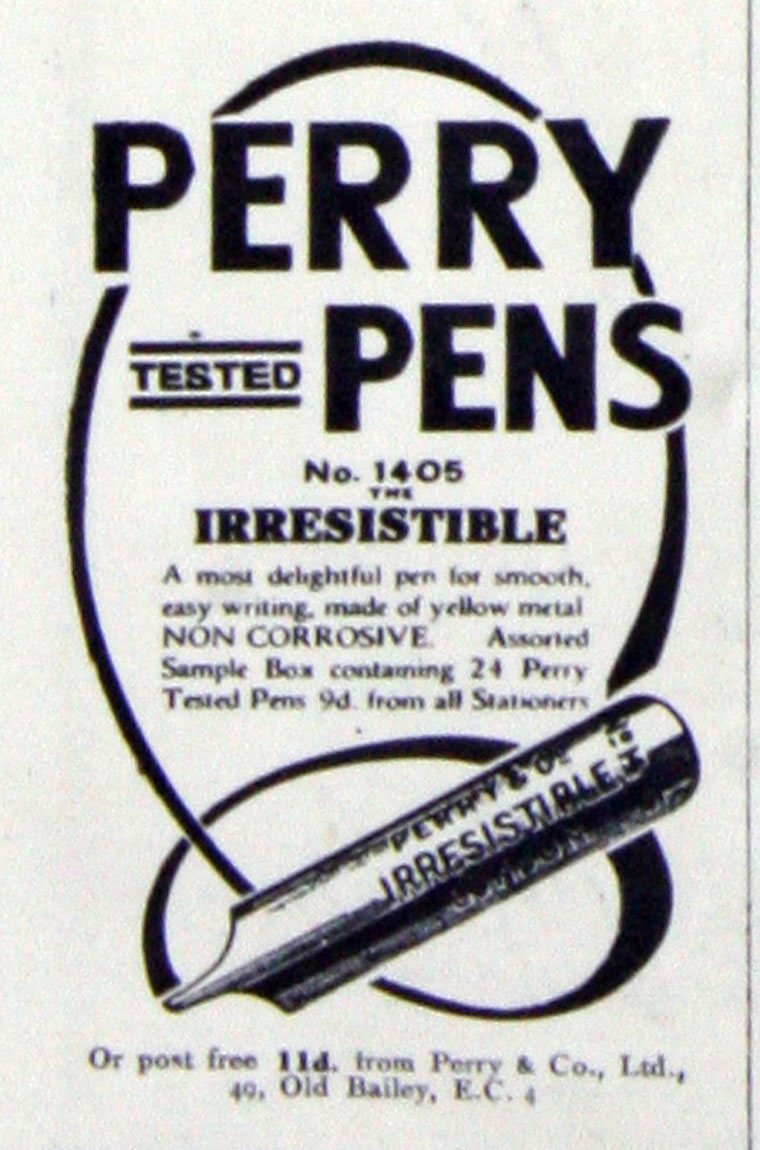 PERRY
TESTED PENS
No. 1405
THE
IRRESISTIBLE
A most delightful pen for smooth,
easy writing, made of yellow metal
NON CORROSIVE. Assorted
Sample Box containing 24 Perry
Tested Pens 9d. from all Stationers
PERRY & Co
IRRESISTIBLE
LONDON
Or post free 11d. from Perry & Co., Ltd.,
49, Old Bailey, E.C. 4